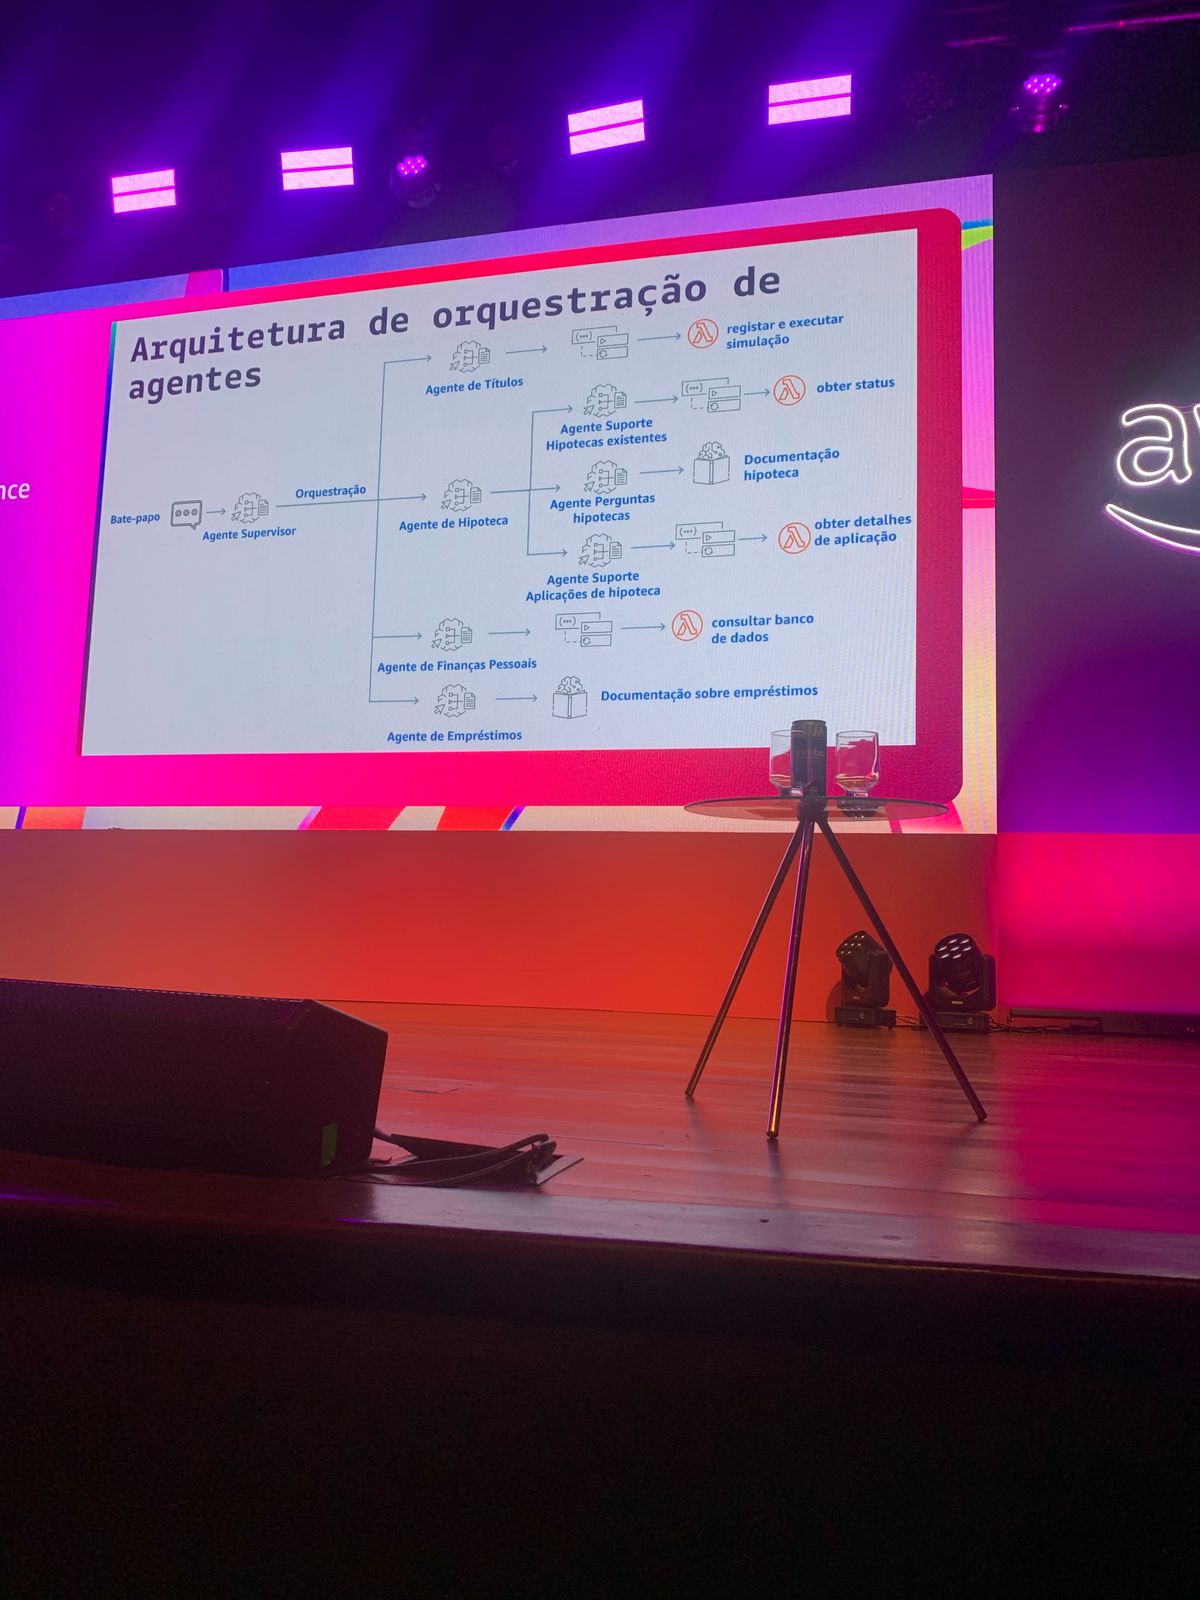 Arquitetura de orquestração de
agentes
nce
Bate-papo
Agente Supervisor
Orquestração
Agente de Títulos
registar e executar
simulação
Agente de Hipoteca
Agente Suporte
Hipotecas existentes
obter status
Agente Perguntas
hipotecas
Documentação
hipoteca
Agente Suporte
Aplicações de hipoteca
obter detalhes
de aplicação
Agente de Finanças Pessoais
consultar banco
de dados
Agente de Empréstimos
Documentação sobre empréstimos